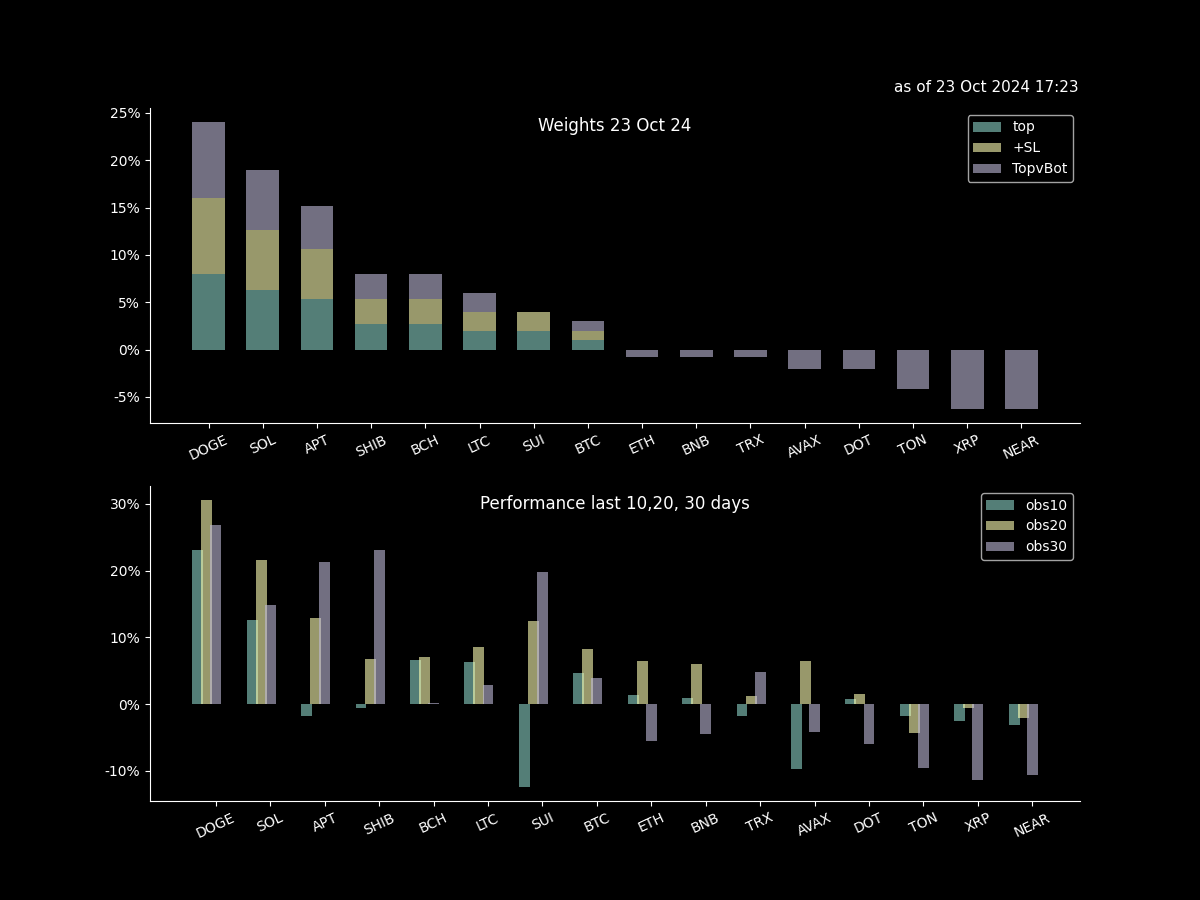 as of 23 Oct 2024 17:23
Weights 23 Oct 24
25%
20%
15%
10%
5%
0%
-5%
top
+SL
TopvBot
DOGE SOL APT SHIB BCH LTC SUI BTC ETH BNB TRX AVAX DOT TON XRP NEAR
Performance last 10,20, 30 days
30%
20%
10%
0%
-10%
obs10
obs20
obs30
DOGE SOL APT SHIB BCH LTC SUI BTC ETH BNB TRX AVAX DOT TON XRP NEAR